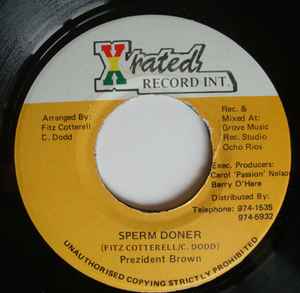 X rated
RECORD INT.
Arranged By:
Fitz Cotterell
C. Dodd
Rec. &
Mixed At:
Grove Music
Rec. Studio
Ocho Rios
Exec. Producers:
Carol 'Passion' Nelson
Barry O'Hare
Distributed By:
Telephone: 974-1535
974-5932
SPERM DONER
(FITZ COTTERELL/C. DODD)
Prezident Brown
UNAUTHORISED COPYING STRICTLY PROHIBITED